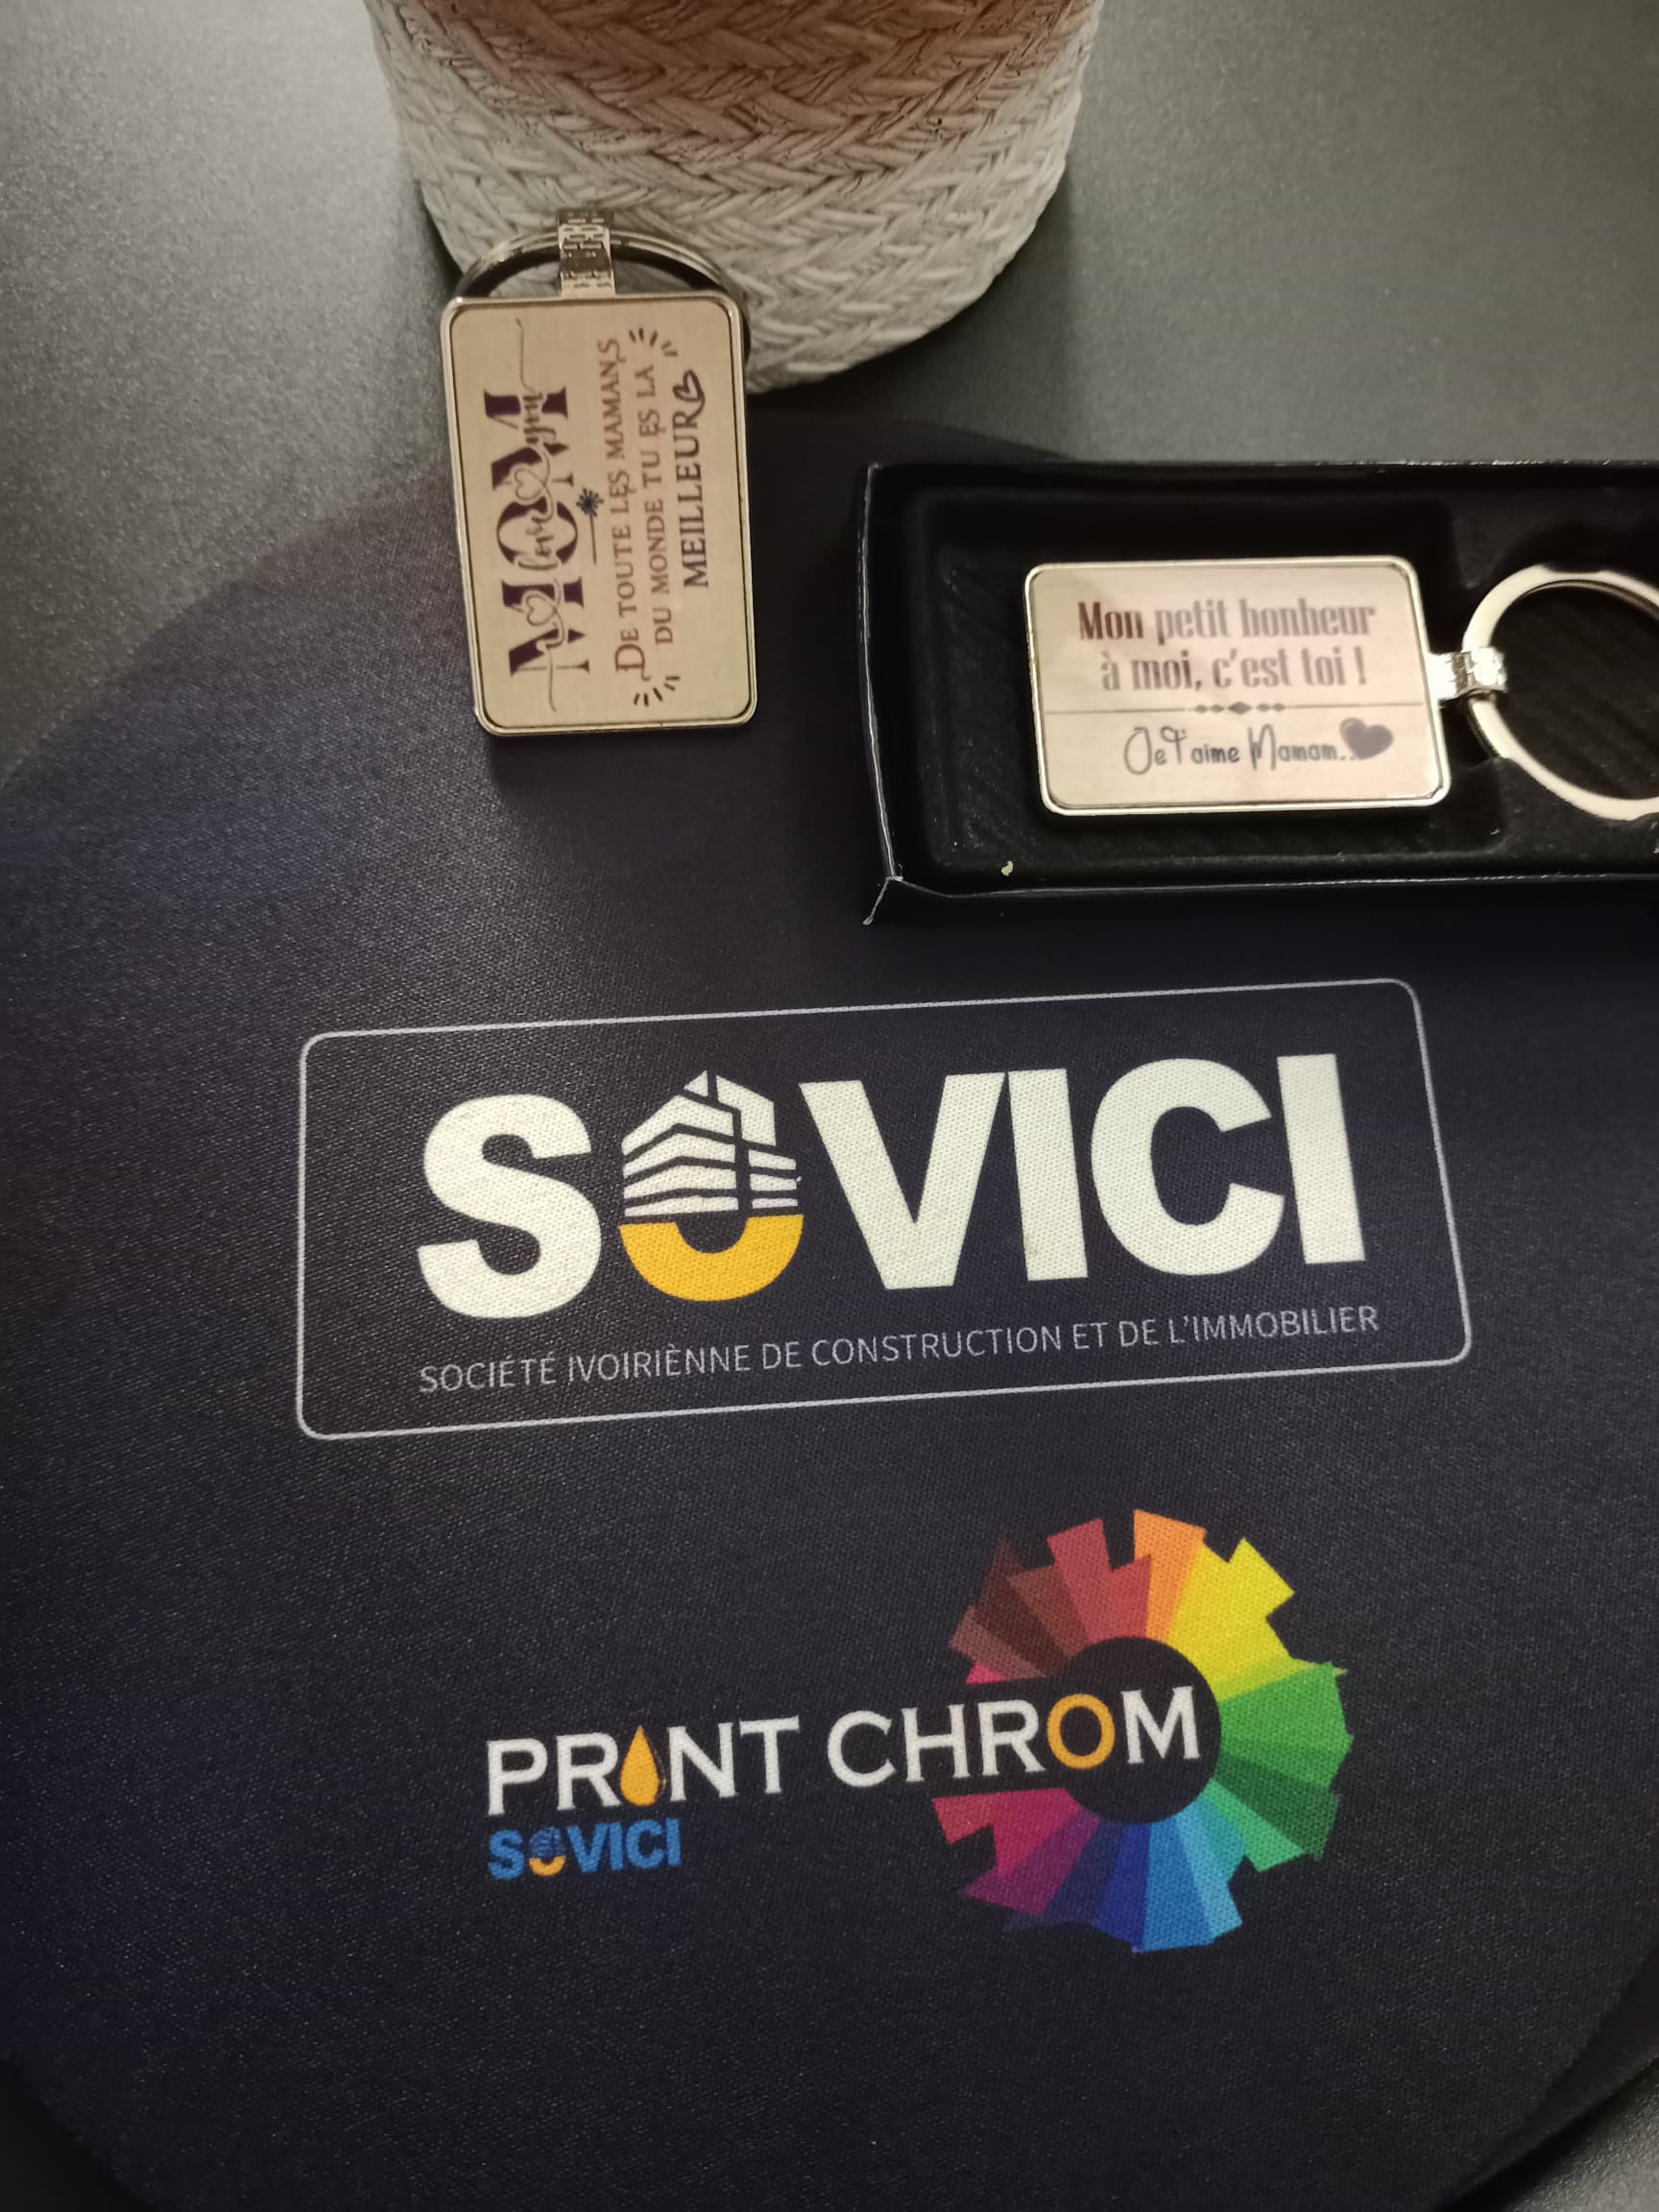 MOM
love you
DE TOUTE LES MAMANS
DU MONDE TU ES LA
MEILLEUR
Mon petit bonheur
à moi, c'est toi !
Je T'aime Maman..
SOVICI
SOCIÉTÉ IVOIRIÈNNE DE CONSTRUCTION ET DE L'IMMOBILIER
PRINT CHROM
SOVICI